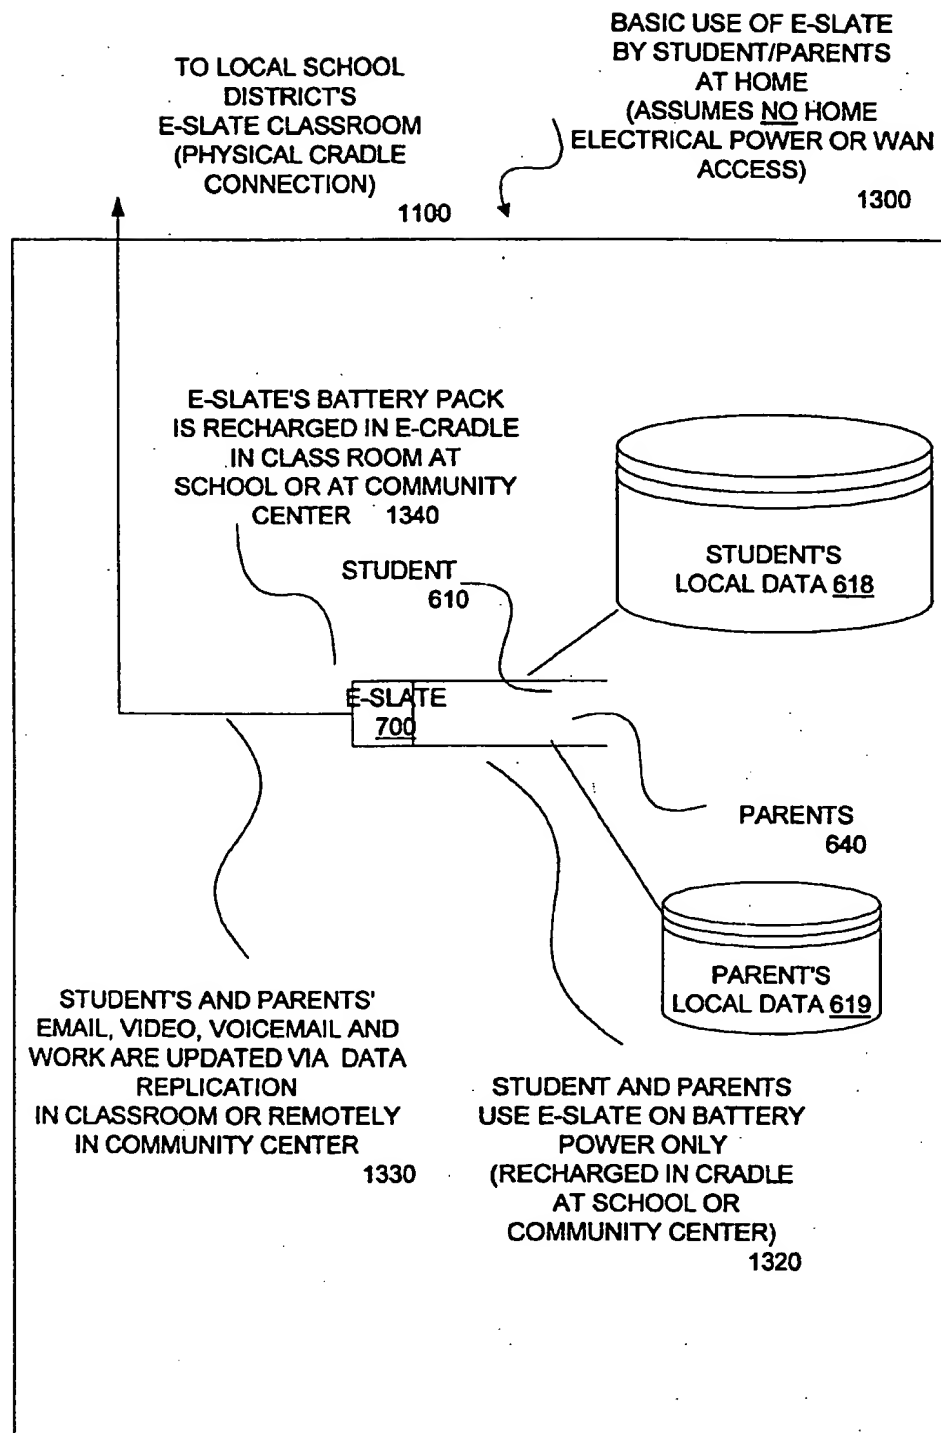 TO LOCAL SCHOOL
DISTRICT'S
E-SLATE CLASSROOM
(PHYSICAL CRADLE
CONNECTION)
1100
BASIC USE OF E-SLATE
BY STUDENT/PARENTS
AT HOME
(ASSUMES NO HOME
ELECTRICAL POWER OR WAN
ACCESS)
1300
E-SLATE'S BATTERY PACK
IS RECHARGED IN E-CRADLE
IN CLASS ROOM AT
SCHOOL OR AT COMMUNITY
CENTER 1340
STUDENT
610
STUDENT'S
LOCAL DATA 618
E-SLATE
700
PARENTS
640
PARENT'S
LOCAL DATA 619
STUDENT'S AND PARENTS'
EMAIL, VIDEO, VOICEMAIL AND
WORK ARE UPDATED VIA DATA
REPLICATION
IN CLASSROOM OR REMOTELY
IN COMMUNITY CENTER
1330
STUDENT AND PARENTS
USE E-SLATE ON BATTERY
POWER ONLY
(RECHARGED IN CRADLE
AT SCHOOL OR
COMMUNITY CENTER)
1320